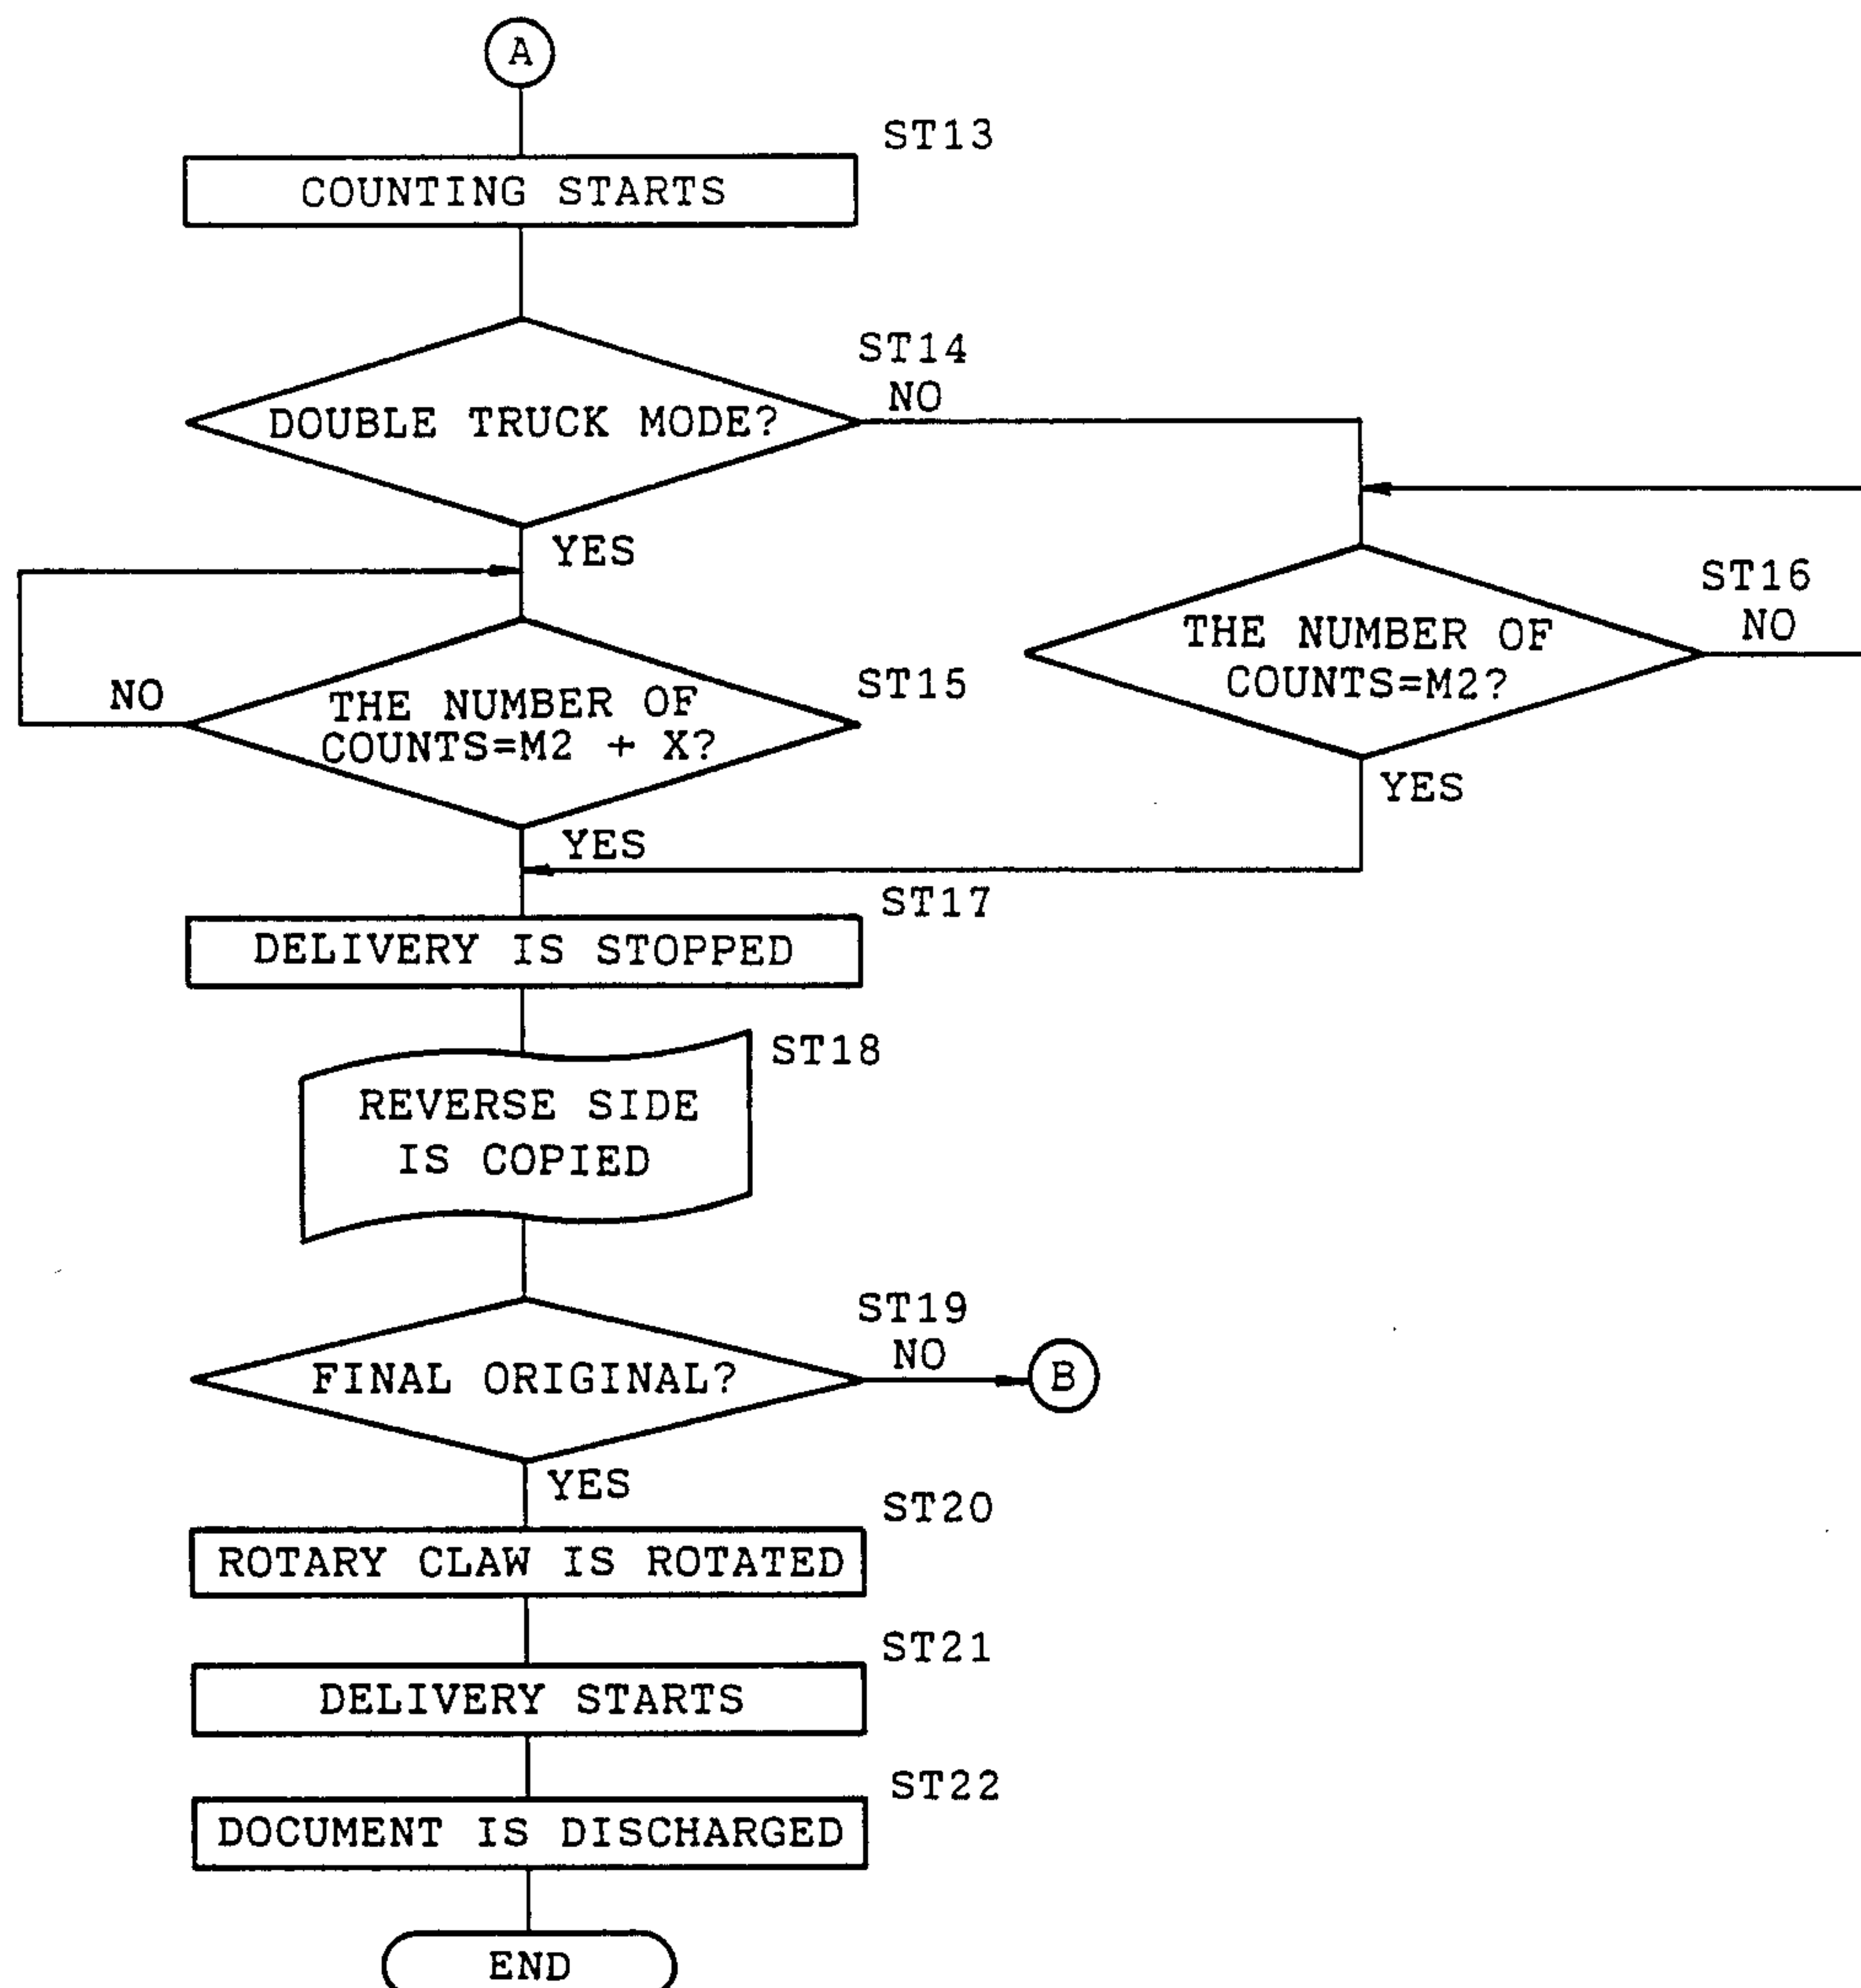 A
ST13
COUNTING STARTS
ST14
NO
DOUBLE TRUCK MODE?
YES
ST16
NO
THE NUMBER OF
COUNTS=M2?
YES
ST15
NO
THE NUMBER OF
COUNTS=M2 + X?
YES
ST17
DELIVERY IS STOPPED
ST18
REVERSE SIDE
IS COPIED
ST19
NO
FINAL ORIGINAL?
B
YES
ST20
ROTARY CLAW IS ROTATED
ST21
DELIVERY STARTS
ST22
DOCUMENT IS DISCHARGED
END